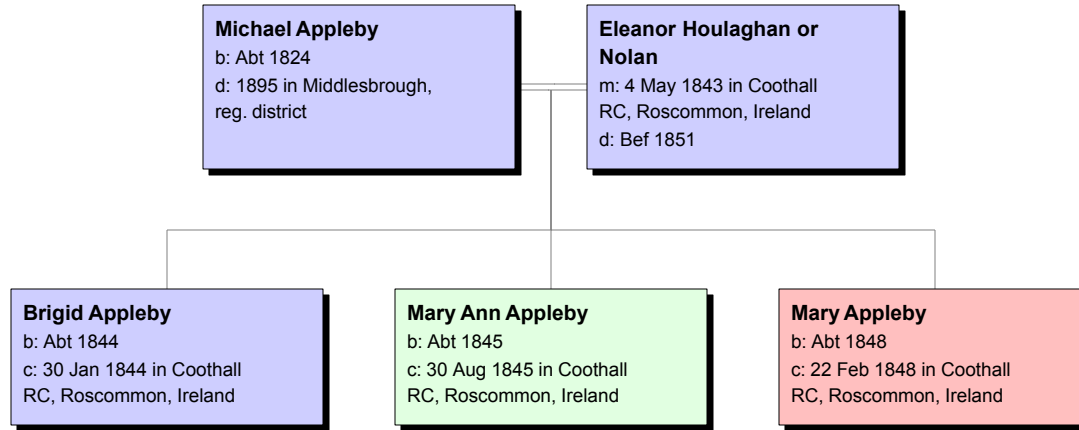 Michael Appleby
b: Abt 1824
d: 1895 in Middlesbrough,
reg. district
Eleanor Houlaghan or
Nolan
m: 4 May 1843 in Coothall
RC, Roscommon, Ireland
d: Bef 1851
Brigid Appleby
b: Abt 1844
c: 30 Jan 1844 in Coothall
RC, Roscommon, Ireland
Mary Ann Appleby
b: Abt 1845
c: 30 Aug 1845 in Coothall
RC, Roscommon, Ireland
Mary Appleby
b: Abt 1848
c: 22 Feb 1848 in Coothall
RC, Roscommon, Ireland